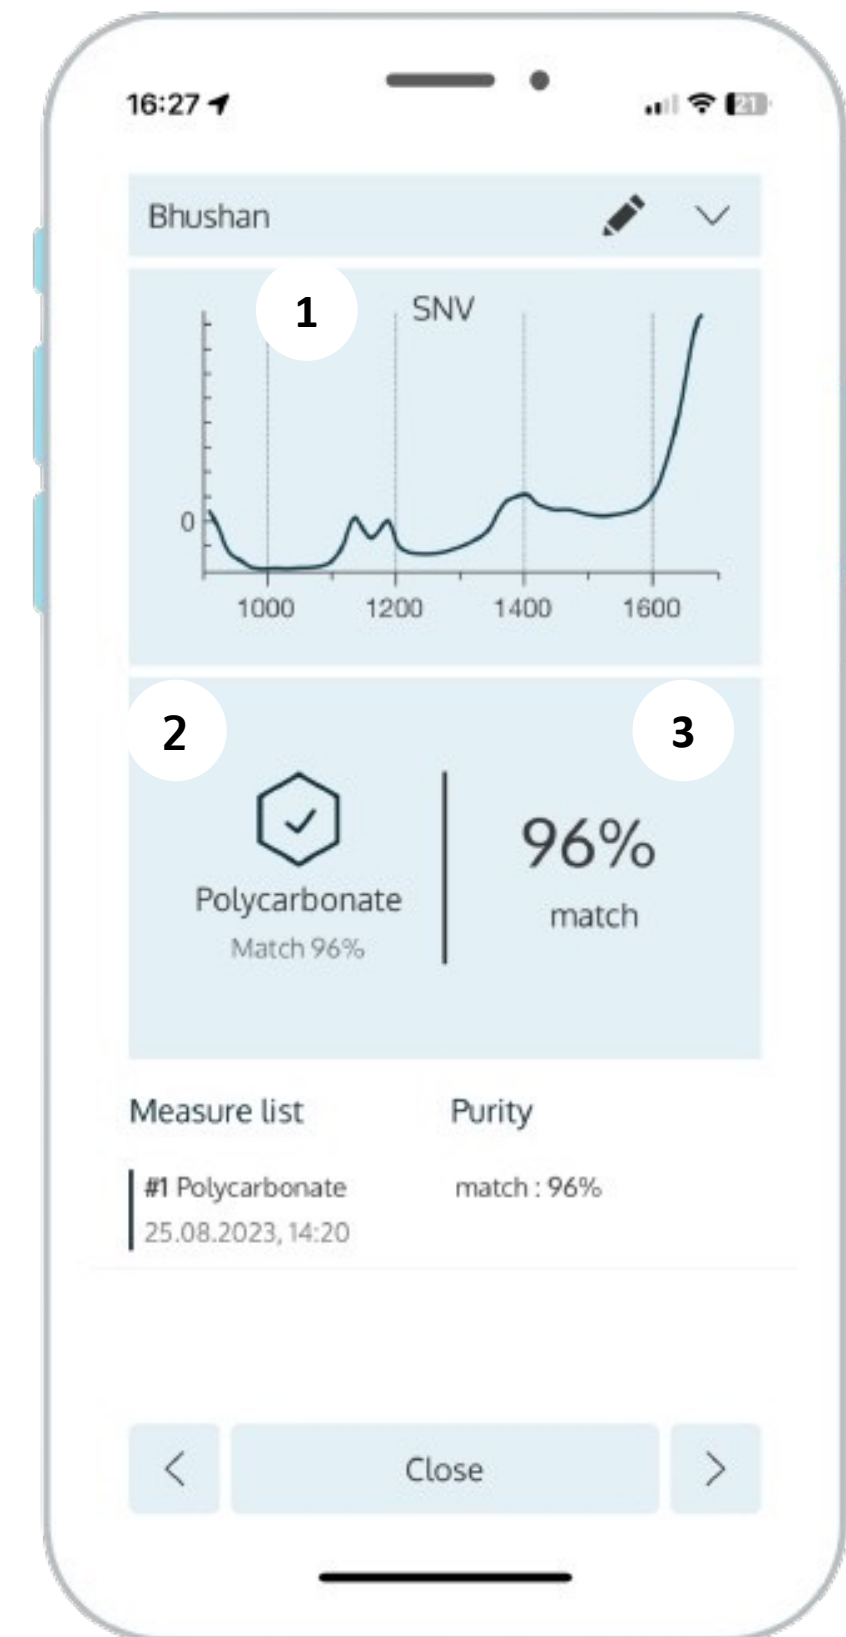 16:27
21
Bhushan
1
SNV
0
1000 1200 1400 1600
2
3
Polycarbonate
Match 96%
96%
match
Measure list Purity
#1 Polycarbonate match : 96%
25.08.2023, 14:20
Close